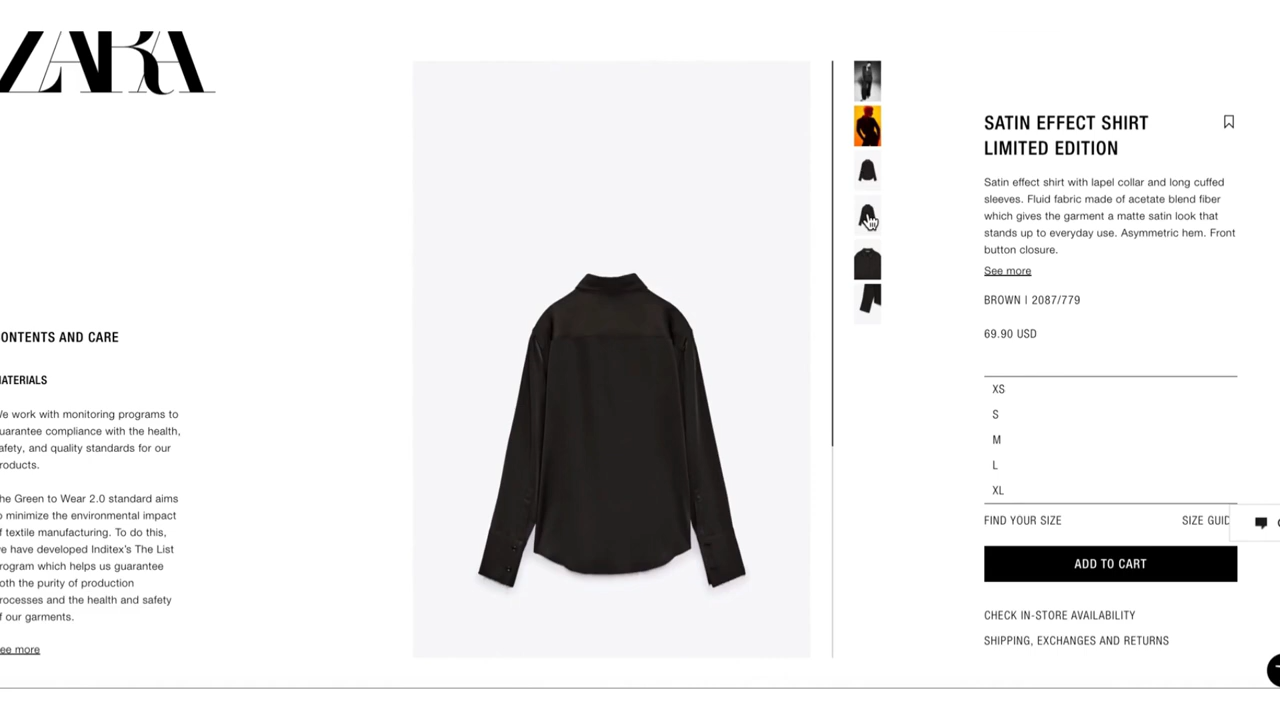 ZARA
SATIN EFFECT SHIRT
LIMITED EDITION
Satin effect shirt with lapel collar and long cuffed
sleeves. Fluid fabric made of acetate blend fiber
which gives the garment a matte satin look that
stands up to everyday use. Asymmetric hem. Front
button closure.
See more
BROWN | 2087/779
69.90 USD
XS
S
M
L
XL
FIND YOUR SIZE
SIZE GUID
ADD TO CART
CHECK IN-STORE AVAILABILITY
SHIPPING, EXCHANGES AND RETURNS
ONTENTS AND CARE
ATERIALS
We work with monitoring programs to
uarantee compliance with the health,
afety, and quality standards for our
roducts.
he Green to Wear 2.0 standard aims
o minimize the environmental impact
f textile manufacturing. To do this,
e have developed Inditex's The List
rogram which helps us guarantee
oth the purity of production
rocesses and the health and safety
f our garments.
ee more